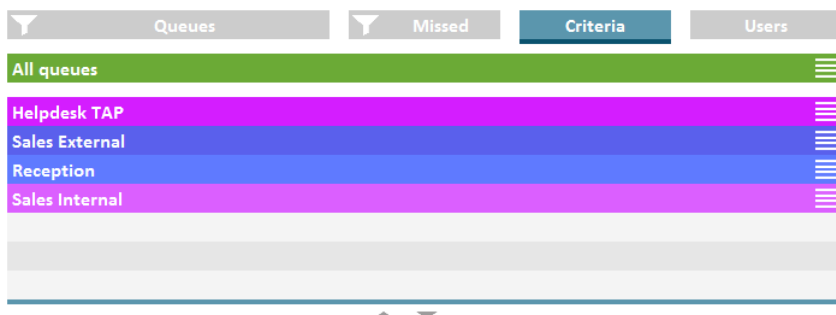 Queues Missed Criteria Users
All queues
Helpdesk TAP
Sales External
Reception
Sales Internal